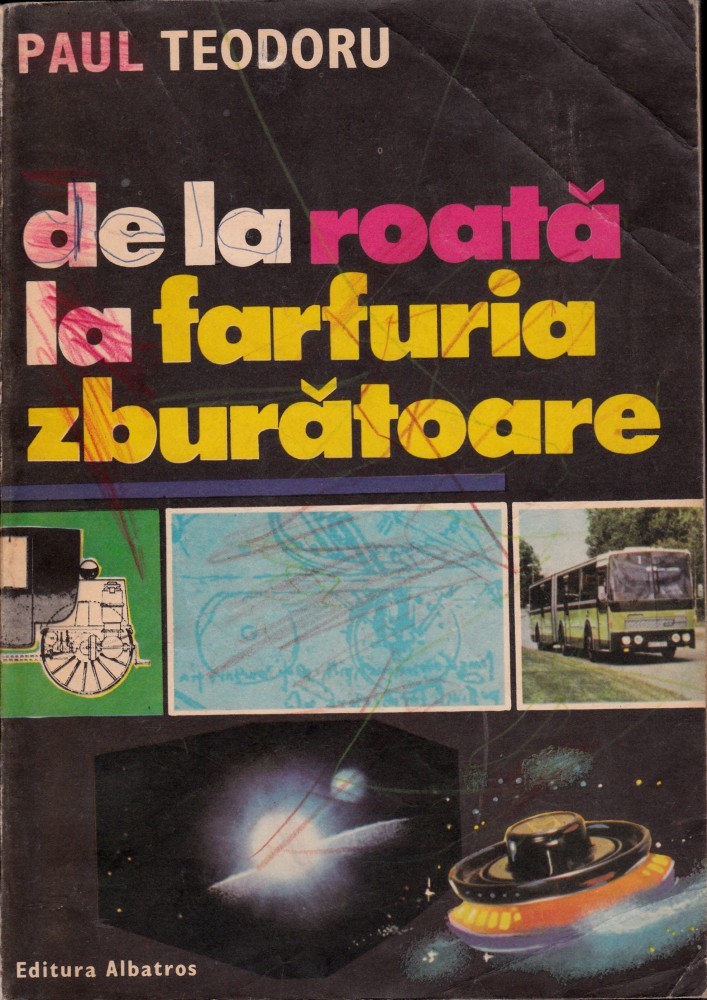 PAUL TEODORU
de la roată
la farfuria
zburătoare
Editura Albatros